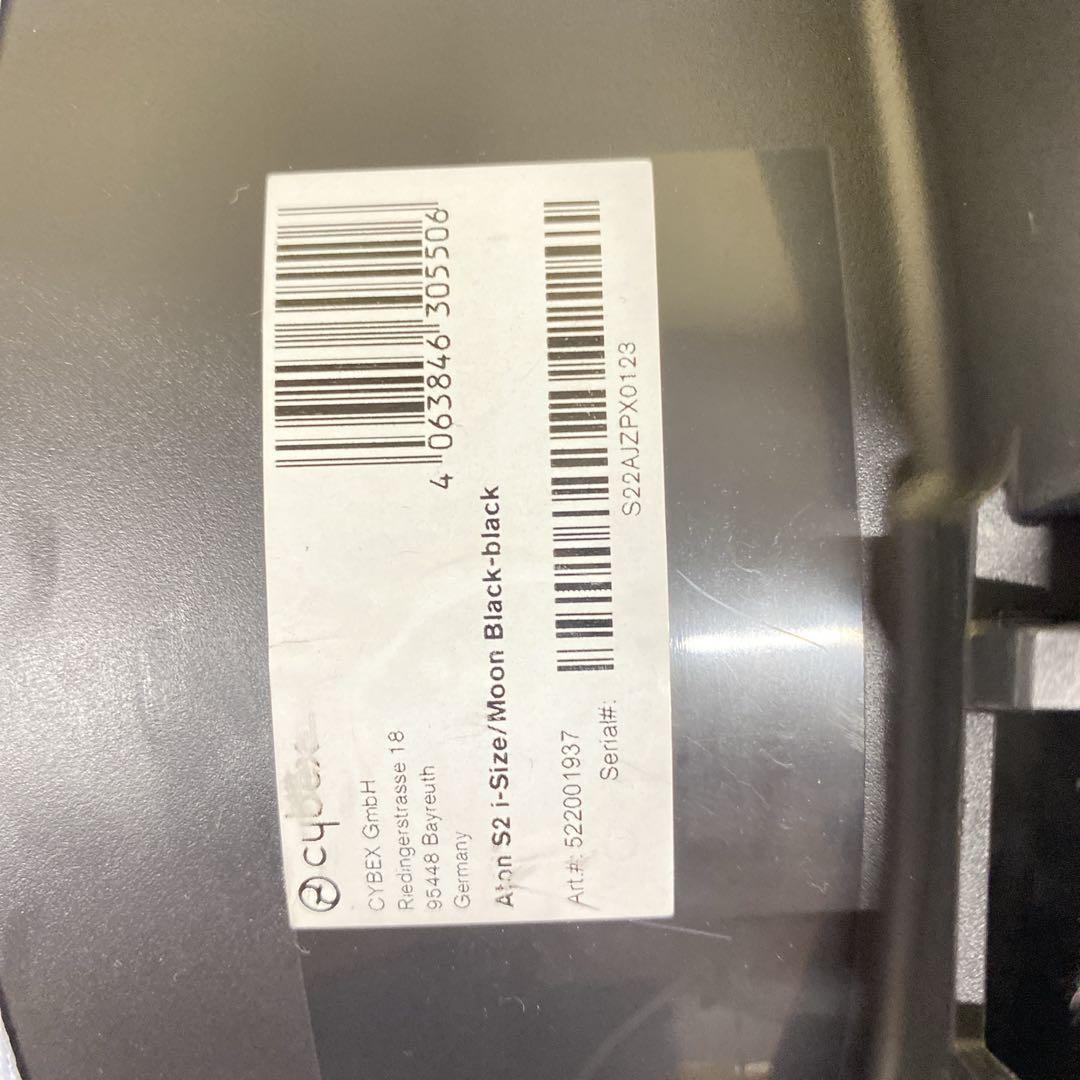 cybex
CYBEX GmbH
Riedingerstrasse 18
95448 Bayreuth
Germany
4 063846 305506
Aton S2 i-Size/Moon Black-black
Art.#: 522001937
Serial#:
S22AJZPX0123